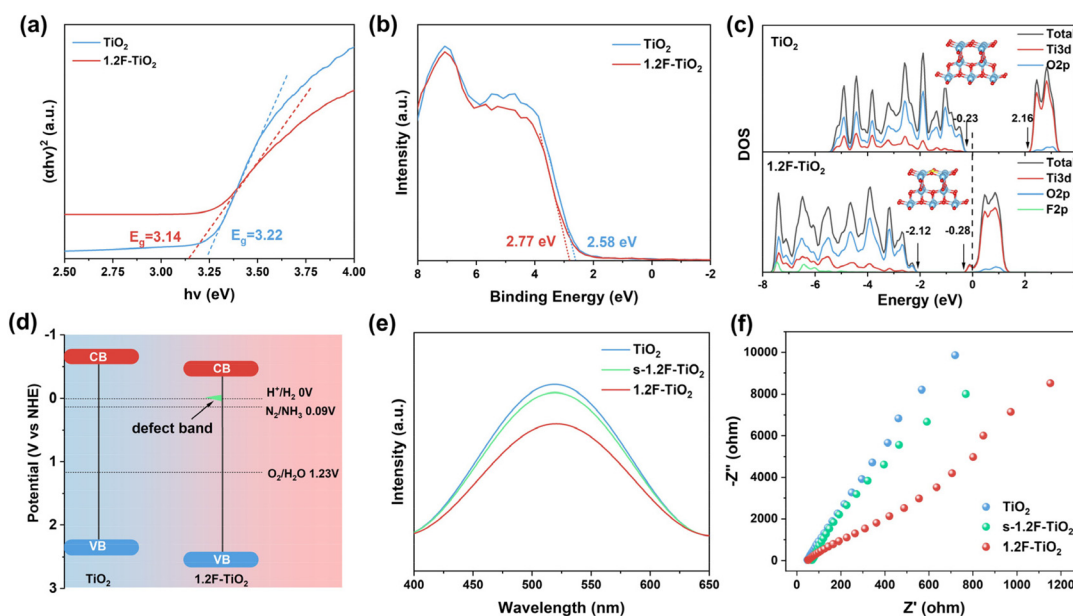 (a)
TiO₂
1.2F-TiO₂
(αhν)² (a.u.)
E_g=3.14
E_g=3.22
2.50 2.75 3.00 3.25 3.50 3.75 4.00
hν (eV)
(b)
TiO₂
1.2F-TiO₂
Intensity (a.u.)
2.77 eV
2.58 eV
8 6 4 2 0 -2
Binding Energy (eV)
(c)
TiO₂
Total
Ti3d
O2p
-0.23
2.16
DOS
1.2F-TiO₂
Total
Ti3d
O2p
F2p
-2.12
-0.28
-8 -6 -4 -2 0 2
Energy (eV)
(d)
-1
0
1
2
3
Potential (V vs NHE)
CB
CB
H⁺/H₂ 0V
N₂/NH₃ 0.09V
defect band
O₂/H₂O 1.23V
VB
VB
TiO₂
1.2F-TiO₂
(e)
TiO₂
s-1.2F-TiO₂
1.2F-TiO₂
Intensity (a.u.)
400 450 500 550 600 650
Wavelength (nm)
(f)
10000
8000
6000
4000
2000
0
-Z'' (ohm)
TiO₂
s-1.2F-TiO₂
1.2F-TiO₂
0 200 400 600 800 1000 1200
Z' (ohm)